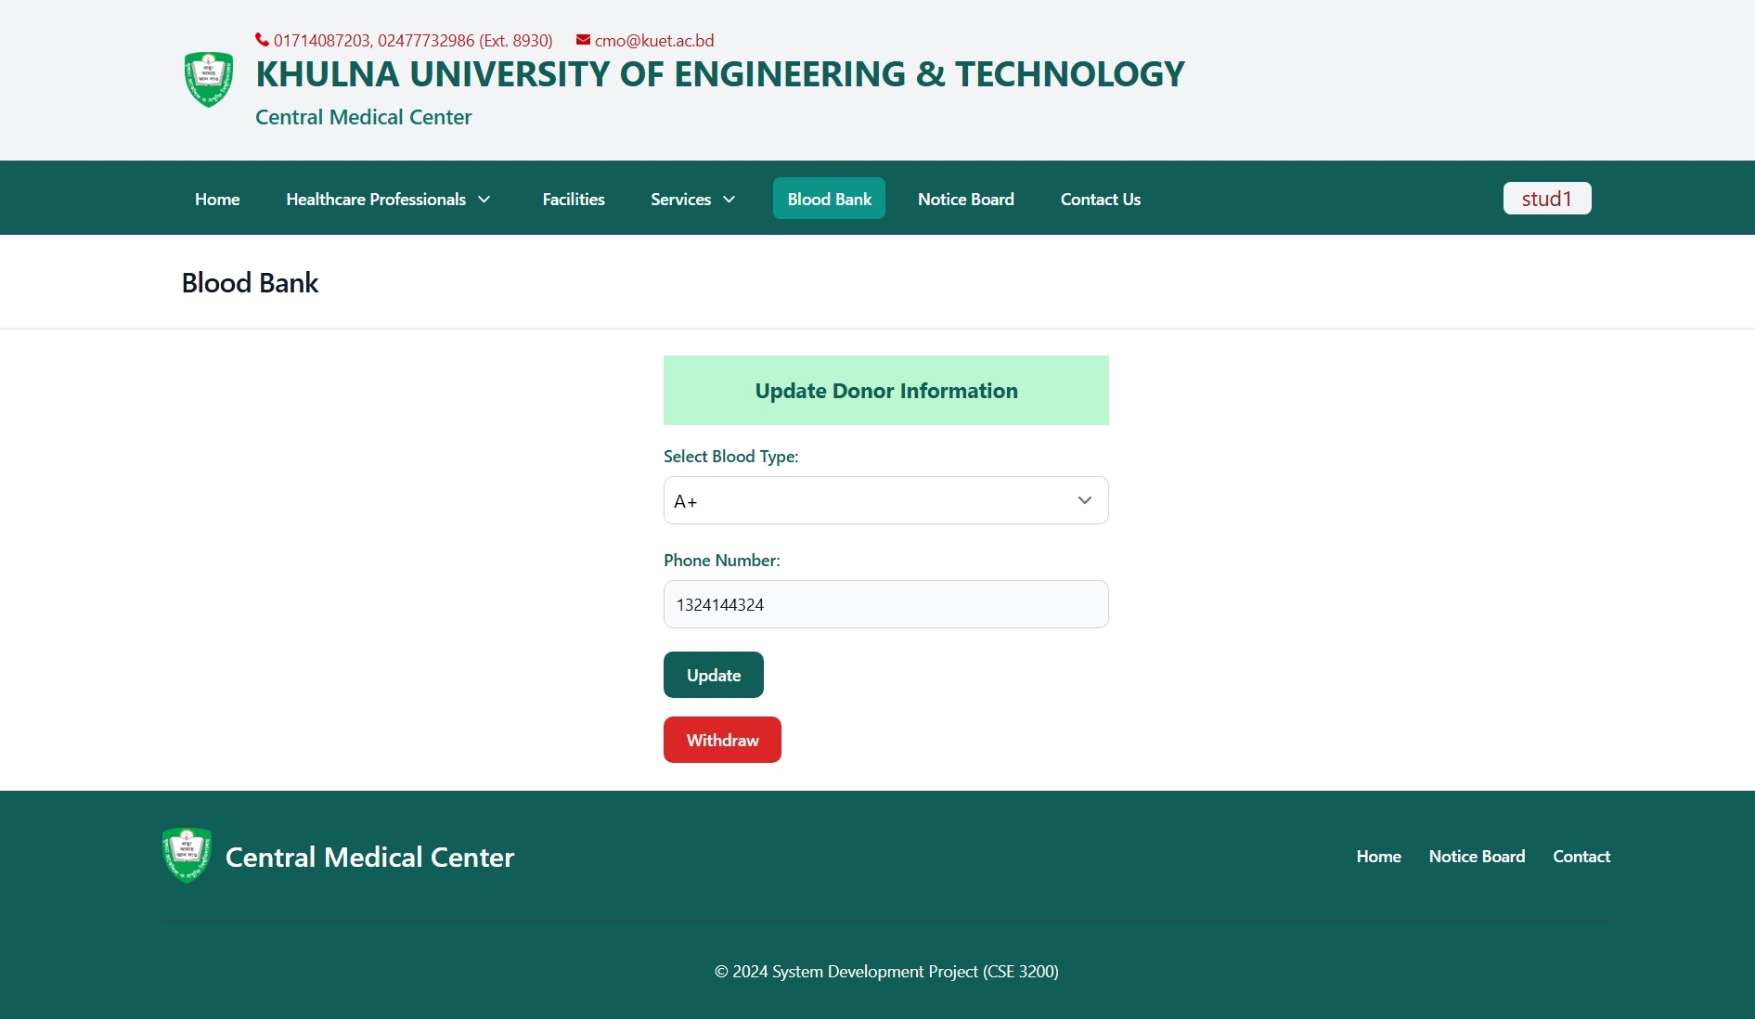 01714087203, 02477732986 (Ext. 8930) cmo@kuet.ac.bd
KHULNA UNIVERSITY OF ENGINEERING & TECHNOLOGY
Central Medical Center
Home Healthcare Professionals Facilities Services Blood Bank Notice Board Contact Us stud1
Blood Bank
Update Donor Information
Select Blood Type:
A+
Phone Number:
1324144324
Update
Withdraw
Central Medical Center Home Notice Board Contact
© 2024 System Development Project (CSE 3200)